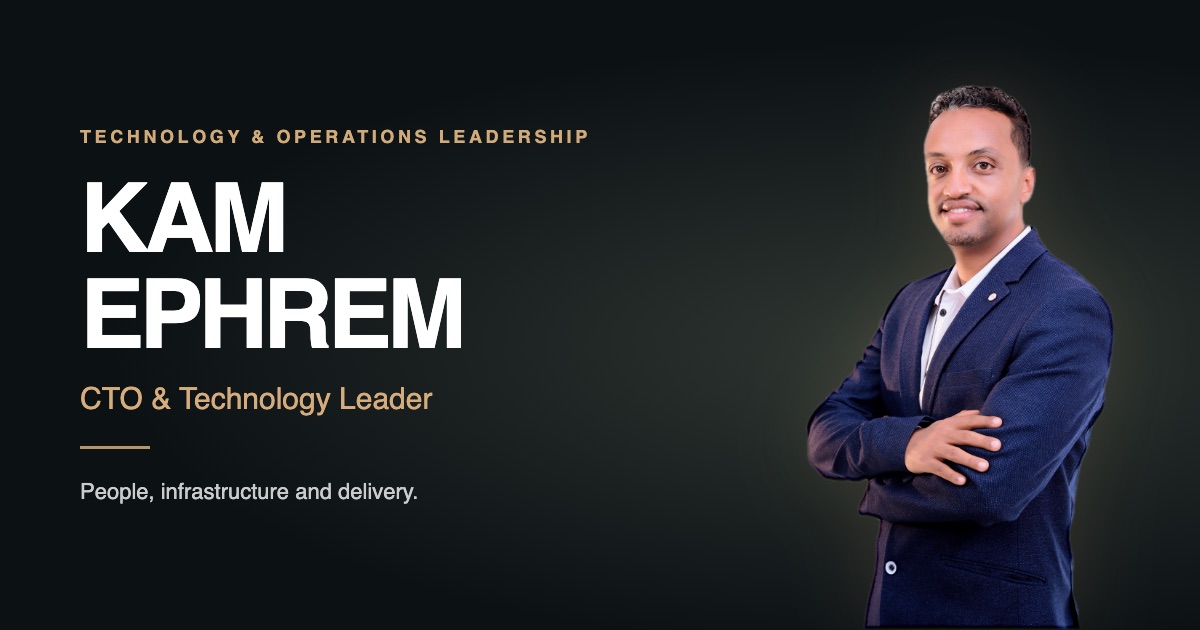 TECHNOLOGY & OPERATIONS LEADERSHIP
KAM
EPHREM
CTO & Technology Leader
People, infrastructure and delivery.